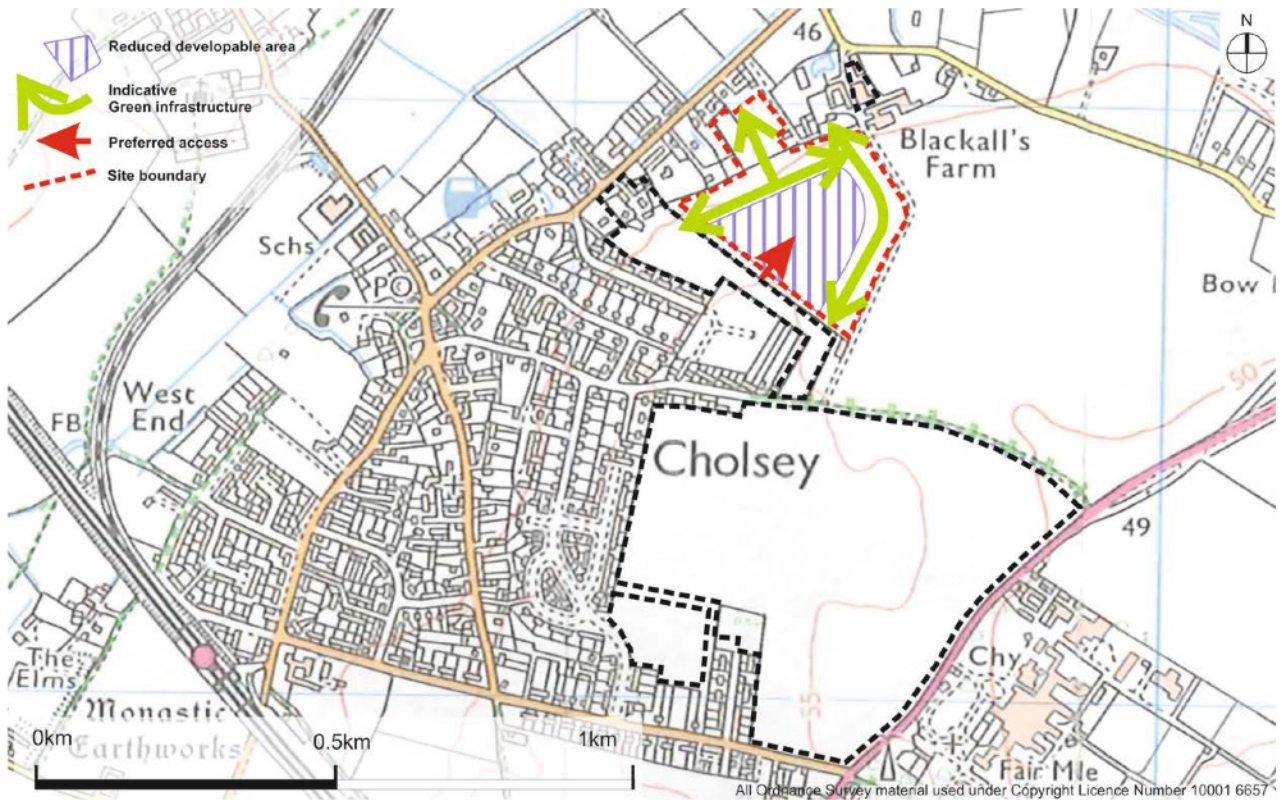 Reduced developable area
Indicative
Green infrastructure
Preferred access
Site boundary
N
46
Blackall's
Farm
Schs
PO
Bow
50
West
End
FB
Cholsey
49
The
Elms
Chy
55
Monastic
Earthworks
Fair Mle
0km
0.5km
1km
All Ordnance Survey material used under Copyright Licence Number 10001 6657